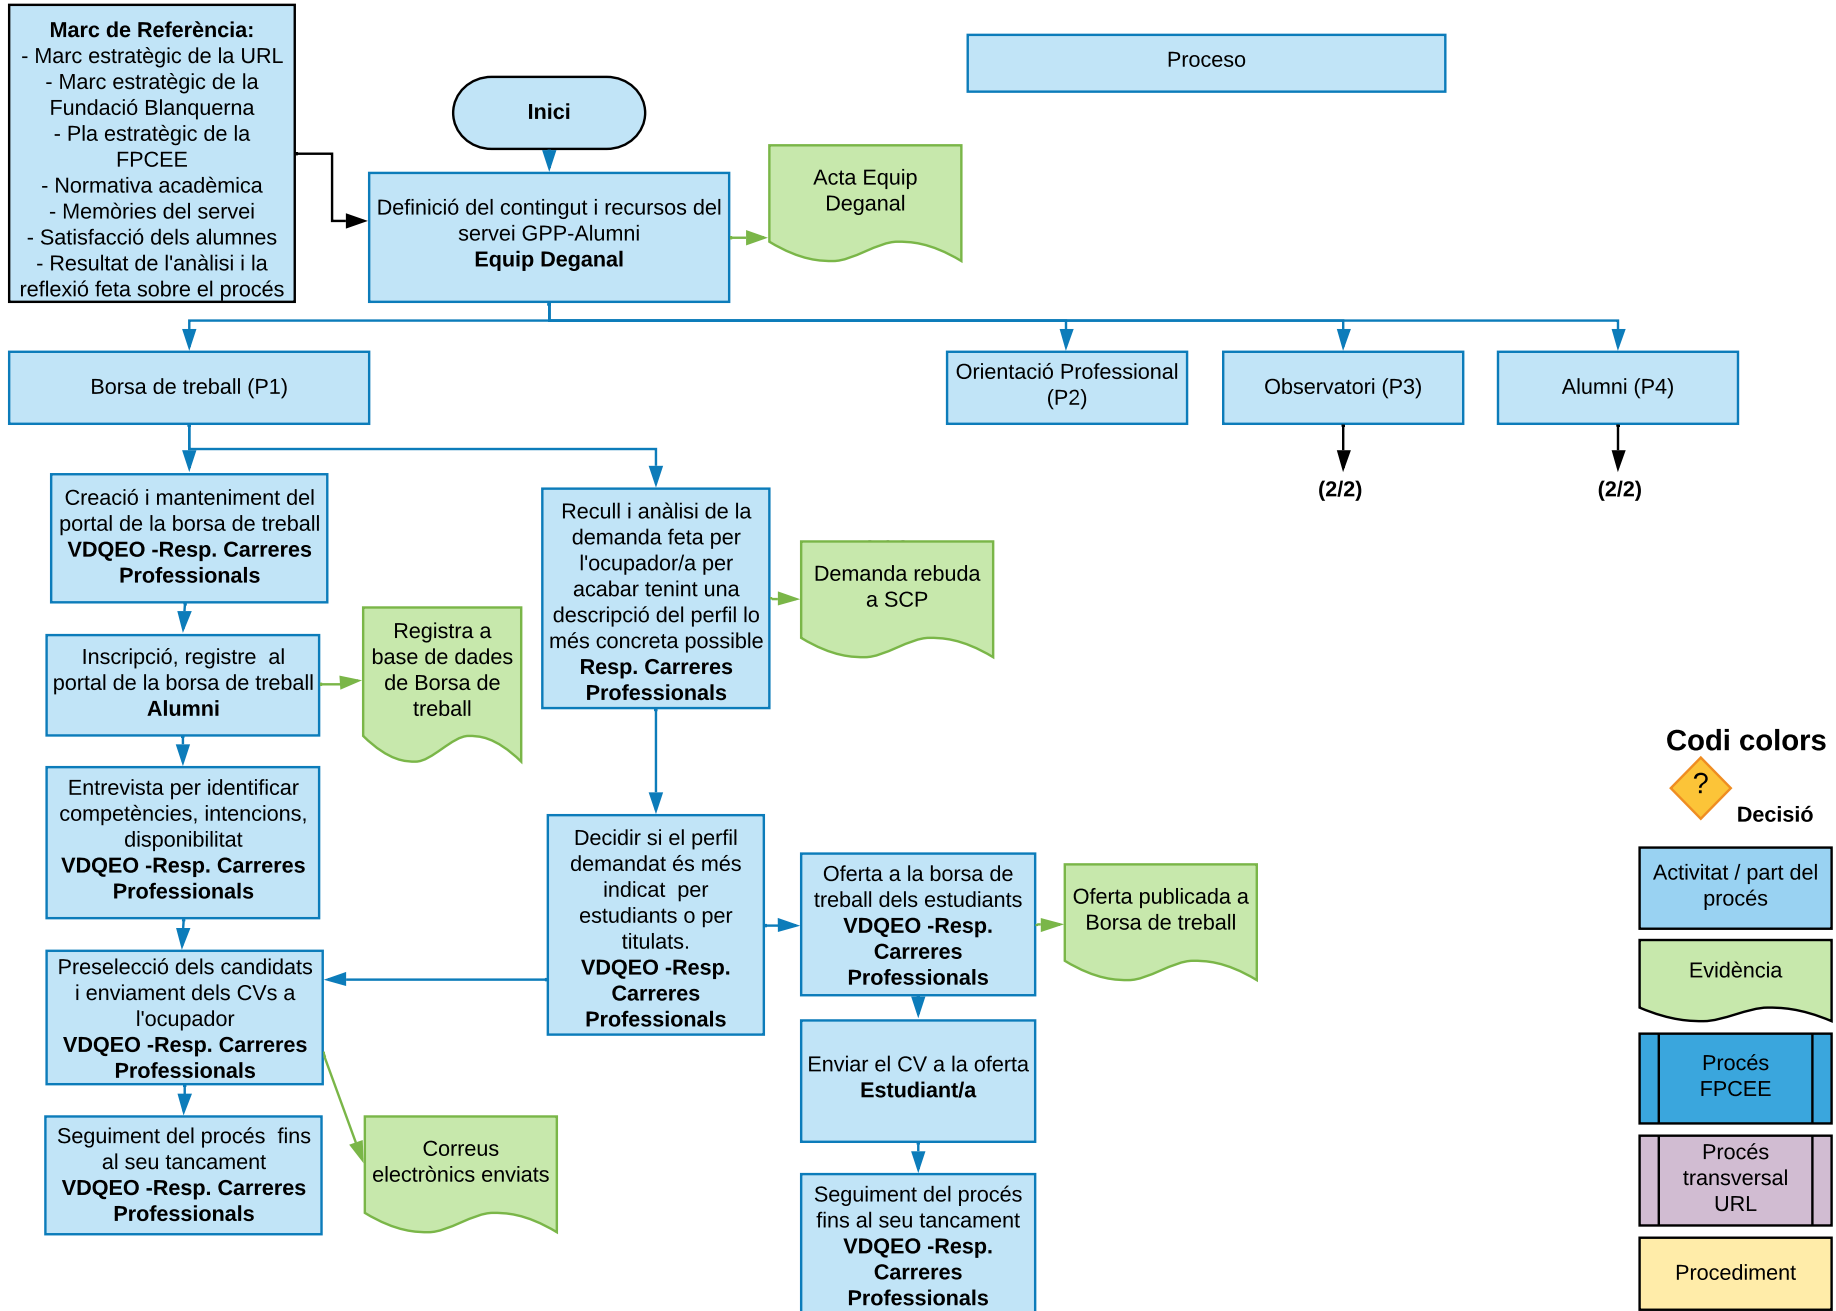 Marc de Referència:
- Marc estratègic de la URL
- Marc estratègic de la
Fundació Blanquerna
- Pla estratègic de la
FPCEE
- Normativa acadèmica
- Memòries del servei
- Satisfacció dels alumnes
- Resultat de l'anàlisi i la
reflexió feta sobre el procés
Inici
Proceso
Definició del contingut i recursos del
servei GPP-Alumni
Equip Deganal
Acta Equip
Deganal
Borsa de treball (P1)
Orientació Professional
(P2)
Observatori (P3)
Alumni (P4)
(2/2)
(2/2)
Creació i manteniment del
portal de la borsa de treball
VDQEO -Resp. Carreres
Professionals
Inscripció, registre  al
portal de la borsa de treball
Alumni
Registra a
base de dades
de Borsa de
treball
Entrevista per identificar
competències, intencions,
disponibilitat
VDQEO -Resp. Carreres
Professionals
Preselecció dels candidats
i enviament dels CVs a
l'ocupador
VDQEO -Resp. Carreres
Professionals
Correus
electrònics enviats
Seguiment del procés  fins
al seu tancament
VDQEO -Resp. Carreres
Professionals
Recull i anàlisi de la
demanda feta per
l'ocupador/a per
acabar tenint una
descripció del perfil lo
més concreta possible
Resp. Carreres
Professionals
Demanda rebuda
a SCP
Decidir si el perfil
demandat és més
indicat  per
estudiants o per
titulats.
VDQEO -Resp.
Carreres
Professionals
Oferta a la borsa de
treball dels estudiants
VDQEO -Resp.
Carreres
Professionals
Oferta publicada a
Borsa de treball
Enviar el CV a la oferta
Estudiant/a
Seguiment del procés
fins al seu tancament
VDQEO -Resp.
Carreres
Professionals
Codi colors
?
Decisió
Activitat / part del
procés
Evidència
Procés
FPCEE
Procés
transversal
URL
Procediment